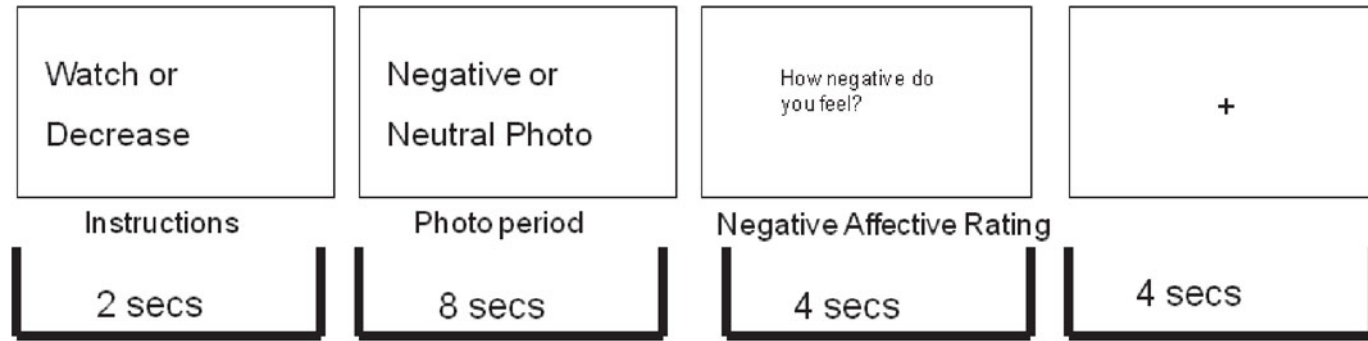 Watch or
Decrease
Negative or
Neutral Photo
How negative do
you feel?
+
Instructions
Photo period
Negative Affective Rating
2 secs
8 secs
4 secs
4 secs